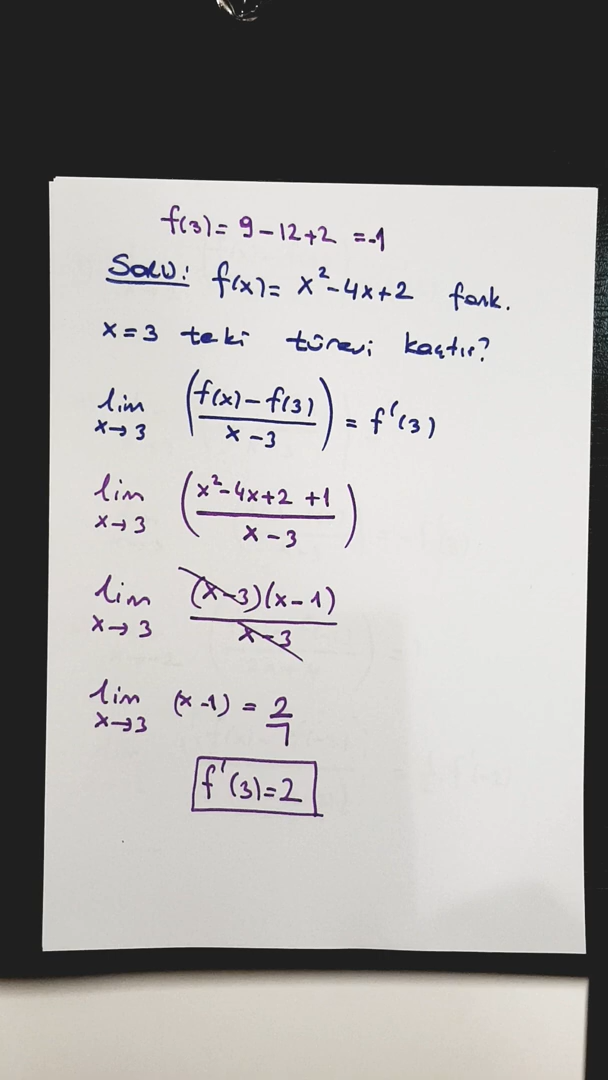 f(3) = 9 - 12 + 2 = -1
Soru: f(x) = x² - 4x + 2 fonk.
x = 3 teki türevi kaçtır?
lim x→3 ((f(x) - f(3))/(x - 3)) = f'(3)
lim x→3 ((x² - 4x + 2 + 1)/(x - 3))
lim x→3 ((x - 3)(x - 1))/(x - 3)
lim x→3 (x - 1) = 2
f'(3) = 2